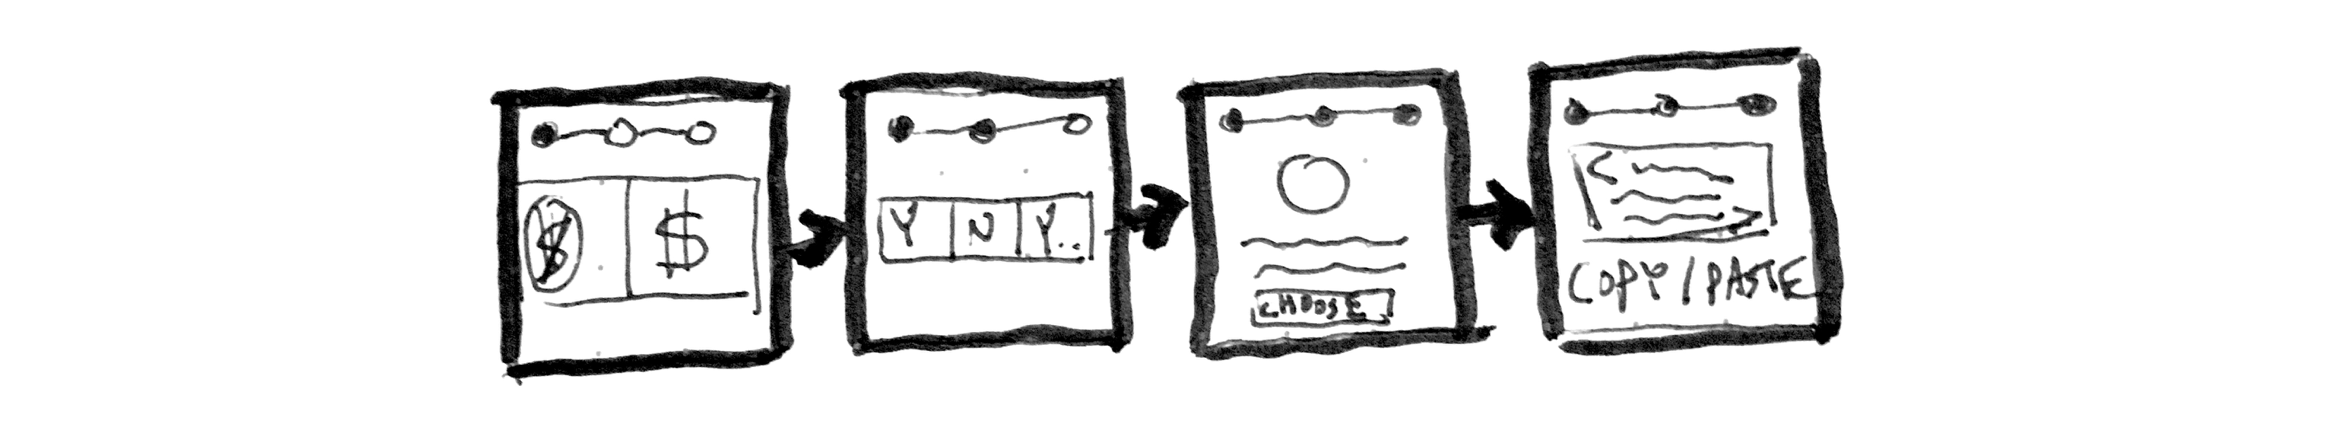 $ $
Y N Y..
CHOOSE
< >
COPY/PASTE